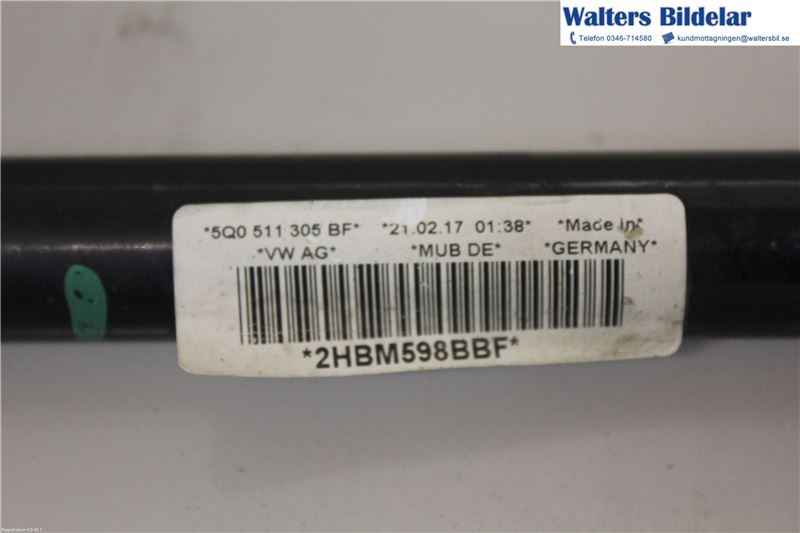 Walters Bildelar
Telefon 0346-714580 kundmottagningen@waltersbil.se
*5Q0 511 305 BF* *21.02.17 01:38* *Made in*
*VW AG* *MUB DE* *GERMANY*
*2HBM598BBF*